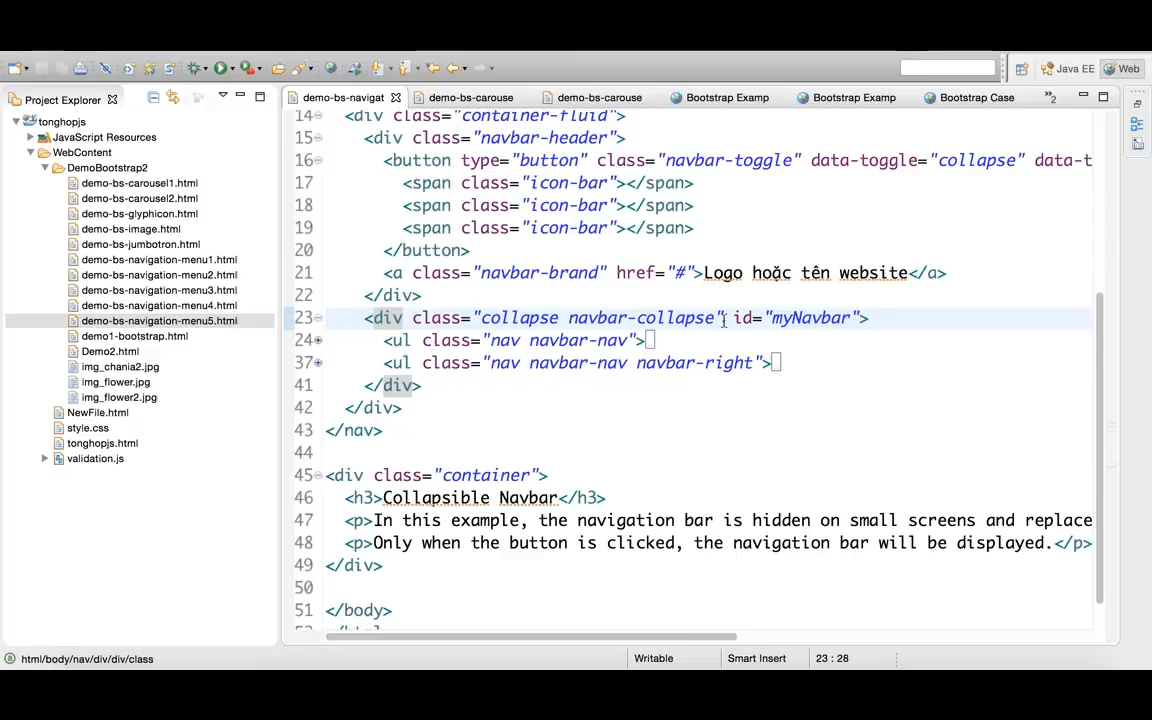 Java EE
Web
Project Explorer
demo-bs-navigat
demo-bs-carouse
demo-bs-carouse
Bootstrap Examp
Bootstrap Examp
Bootstrap Case
»2
tonghopjs
JavaScript Resources
WebContent
DemoBootstrap2
demo-bs-carousel1.html
demo-bs-carousel2.html
demo-bs-glyphicon.html
demo-bs-image.html
demo-bs-jumbotron.html
demo-bs-navigation-menu1.html
demo-bs-navigation-menu2.html
demo-bs-navigation-menu3.html
demo-bs-navigation-menu4.html
demo-bs-navigation-menu5.html
demo1-bootstrap.html
Demo2.html
img_chania2.jpg
img_flower.jpg
img_flower2.jpg
NewFile.html
style.css
tonghopjs.html
validation.js
14 <div class="container-fluid">
15 <div class="navbar-header">
16 <button type="button" class="navbar-toggle" data-toggle="collapse" data-t
17 <span class="icon-bar"></span>
18 <span class="icon-bar"></span>
19 <span class="icon-bar"></span>
20 </button>
21 <a class="navbar-brand" href="#">Logo hoặc tên website</a>
22 </div>
23 <div class="collapse navbar-collapse" id="myNavbar">
24 <ul class="nav navbar-nav">
37 <ul class="nav navbar-nav navbar-right">
41 </div>
42 </div>
43 </nav>
44
45 <div class="container">
46 <h3>Collapsible Navbar</h3>
47 <p>In this example, the navigation bar is hidden on small screens and replace
48 <p>Only when the button is clicked, the navigation bar will be displayed.</p>
49 </div>
50
51 </body>
html/body/nav/div/div/class
Writable
Smart Insert
23 : 28